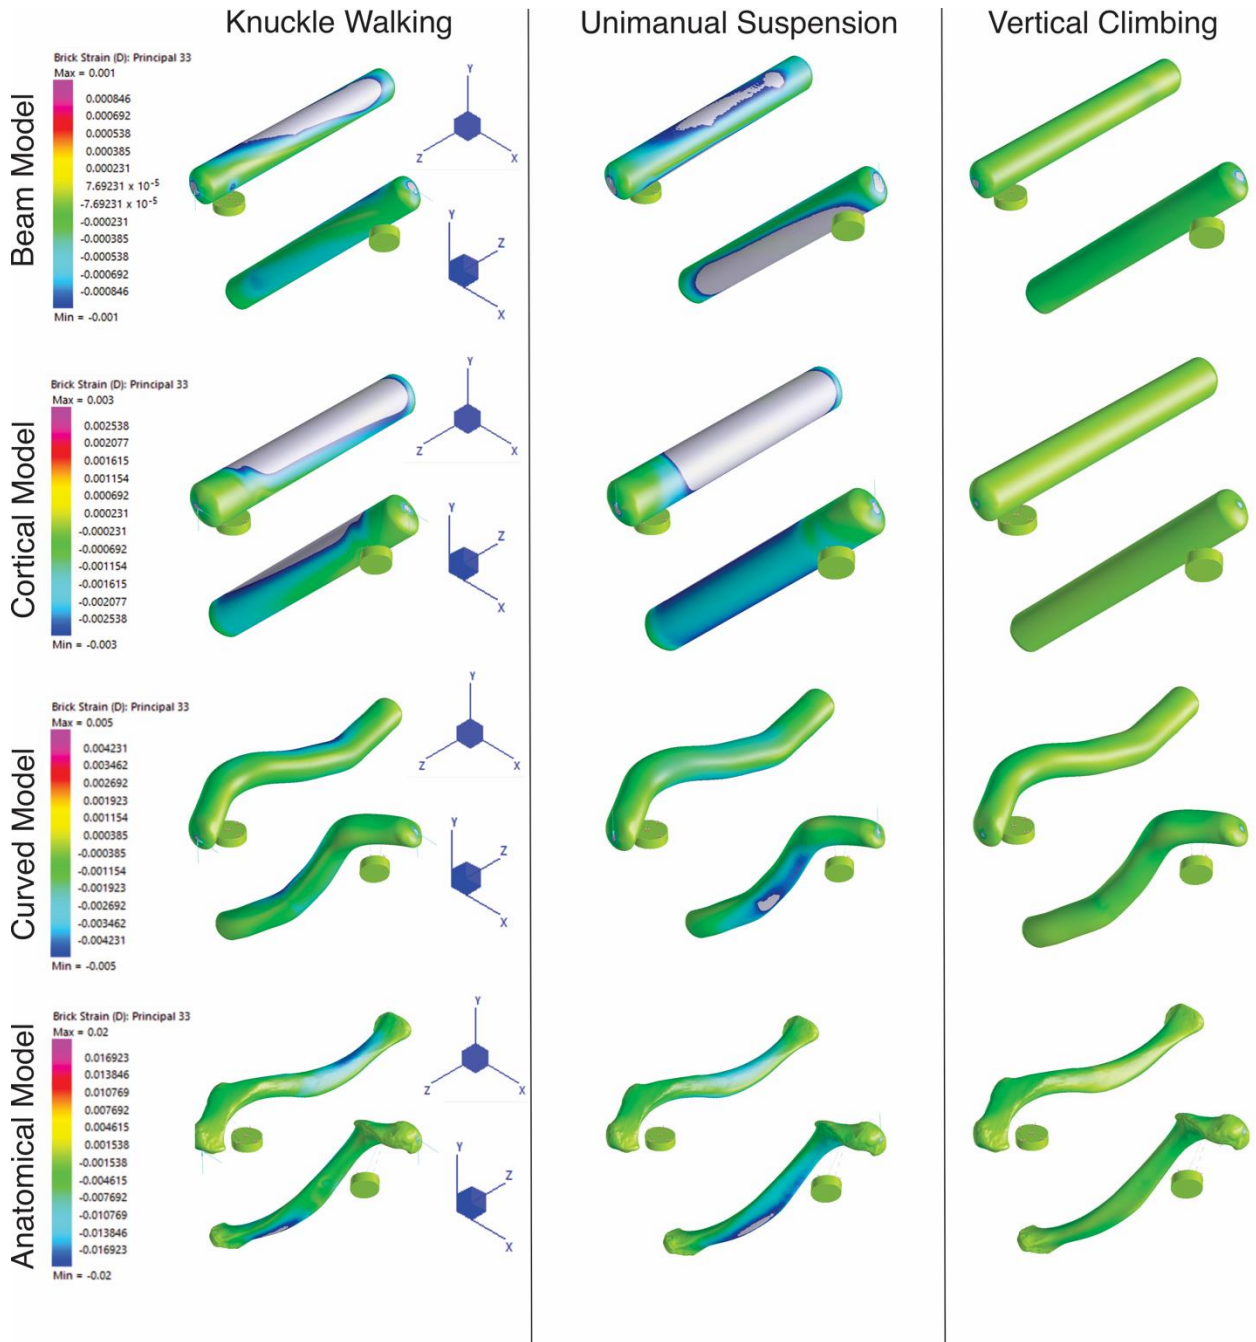 Knuckle Walking
Unimanual Suspension
Vertical Climbing
Beam Model
Brick Strain (D): Principal 33
Max = 0.001
0.000846
0.000692
0.000538
0.000385
0.000231
7.69231 x 10-5
-7.69231 x 10-5
-0.000231
-0.000385
-0.000538
-0.000692
-0.000846
Min = -0.001
Y
Z
X
Y
Z
X
Cortical Model
Brick Strain (D): Principal 33
Max = 0.003
0.002538
0.002077
0.001615
0.001154
0.000692
0.000231
-0.000231
-0.000692
-0.001154
-0.001615
-0.002077
-0.002538
Min = -0.003
Y
Z
X
Y
Z
X
Curved Model
Brick Strain (D): Principal 33
Max = 0.005
0.004231
0.003462
0.002692
0.001923
0.001154
0.000385
-0.000385
-0.001154
-0.001923
-0.002692
-0.003462
-0.004231
Min = -0.005
Y
Z
X
Y
Z
X
Anatomical Model
Brick Strain (D): Principal 33
Max = 0.02
0.016923
0.013846
0.010769
0.007692
0.004615
0.001538
-0.001538
-0.004615
-0.007692
-0.010769
-0.013846
-0.016923
Min = -0.02
Y
Z
X
Y
Z
X